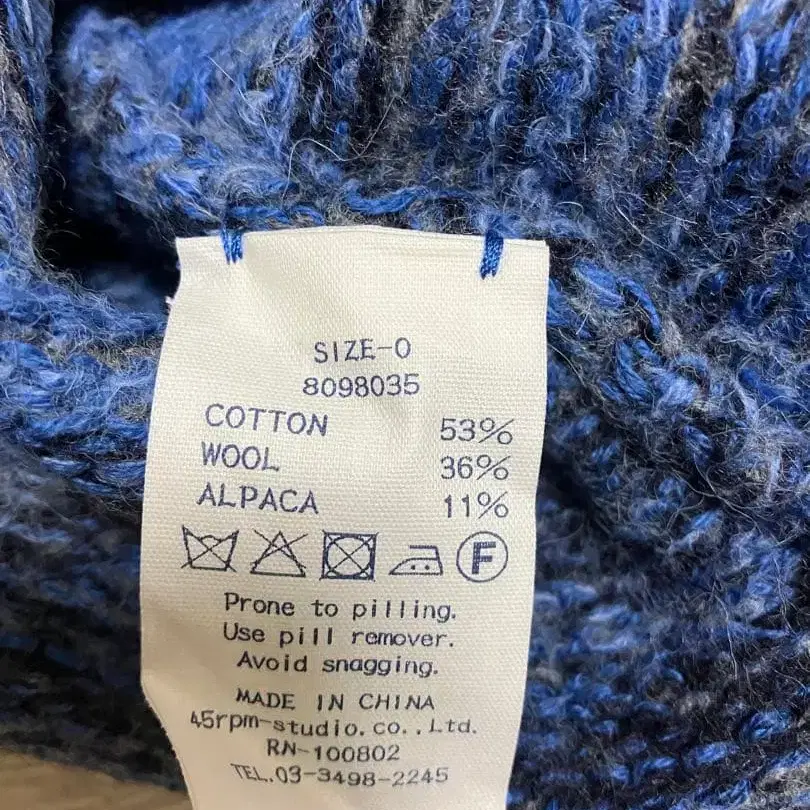 SIZE-0
8098035
COTTON 53%
WOOL 36%
ALPACA 11%
F
Prone to pilling.
Use pill remover.
Avoid snagging.
MADE IN CHINA
45rpm-studio.co.,Ltd.
RN-100802
TEL.03-3498-2245